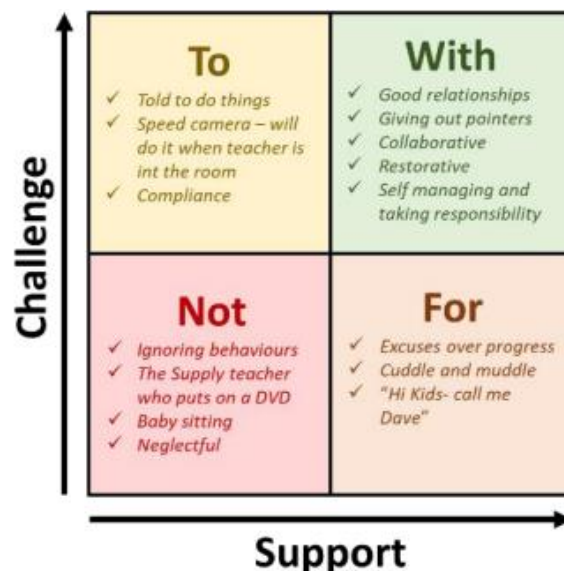 Challenge
To
✓ Told to do things
✓ Speed camera – will
do it when teacher is
int the room
✓ Compliance
With
✓ Good relationships
✓ Giving out pointers
✓ Collaborative
✓ Restorative
✓ Self managing and
taking responsibility
Not
✓ Ignoring behaviours
✓ The Supply teacher
who puts on a DVD
✓ Baby sitting
✓ Neglectful
For
✓ Excuses over progress
✓ Cuddle and muddle
✓ "Hi Kids- call me
Dave"
Support